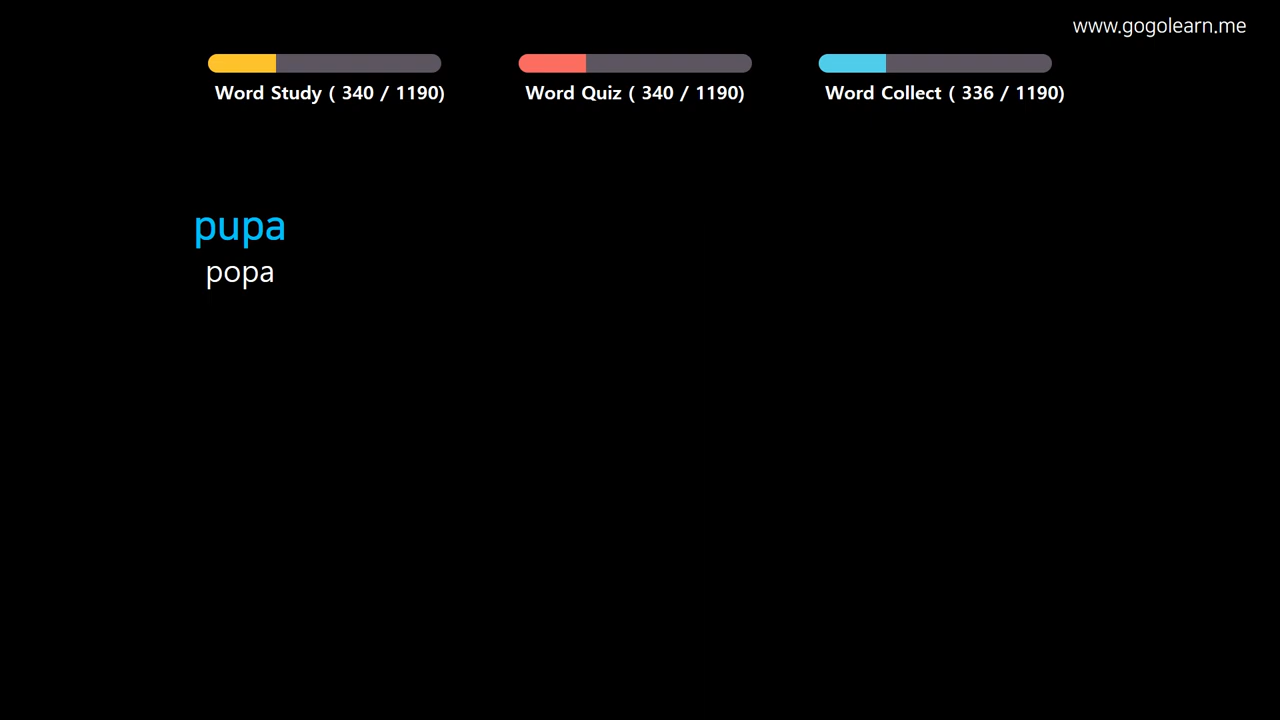 www.gogolearn.me
Word Study ( 340 / 1190)
Word Quiz ( 340 / 1190)
Word Collect ( 336 / 1190)
pupa
popa